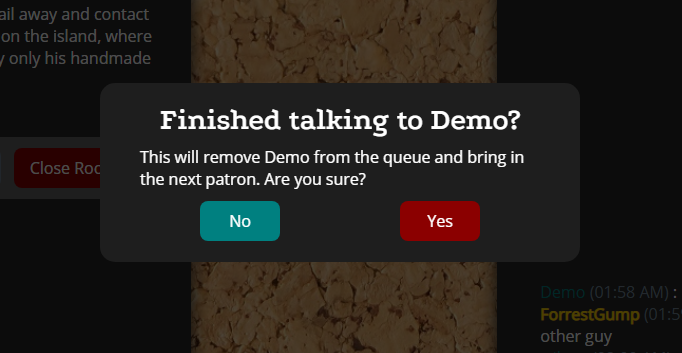 ail away and contact
on the island, where
y only his handmade
Finished talking to Demo?
This will remove Demo from the queue and bring in
the next patron. Are you sure?
Close Roo
No
Yes
Demo (01:58 AM) :
ForrestGump (01:5
other guy